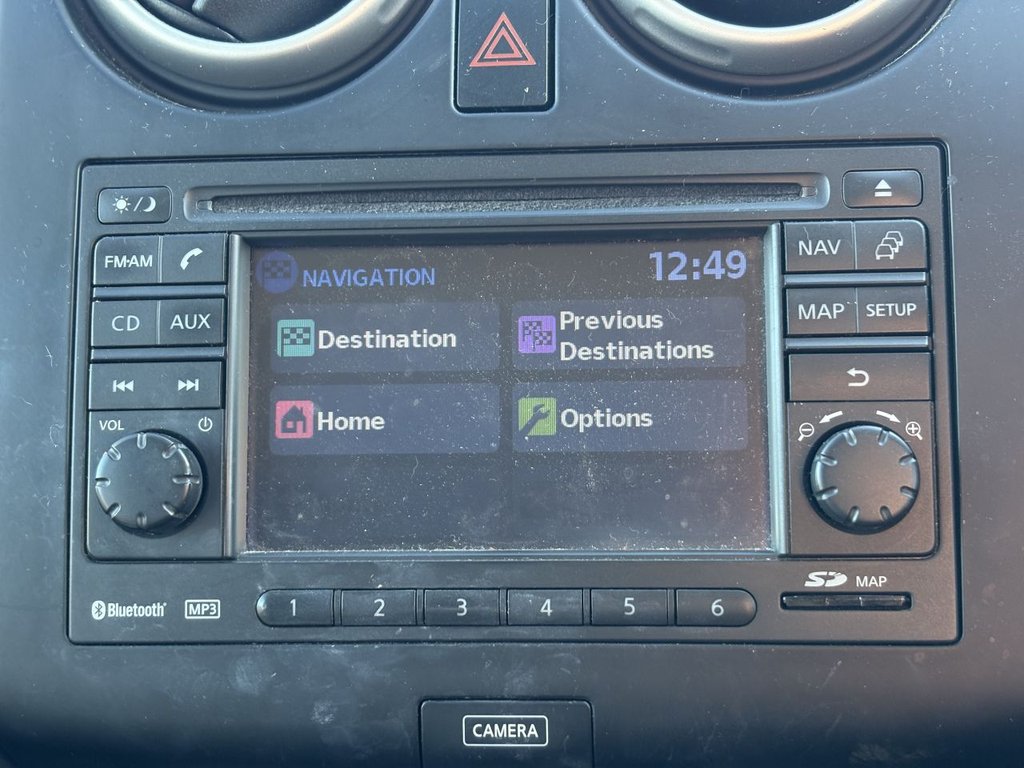 FM·AM
CD
AUX
VOL
NAVIGATION
12:49
Destination
Previous
Destinations
Home
Options
NAV
MAP
SETUP
Bluetooth
MP3
1
2
3
4
5
6
SD MAP
CAMERA